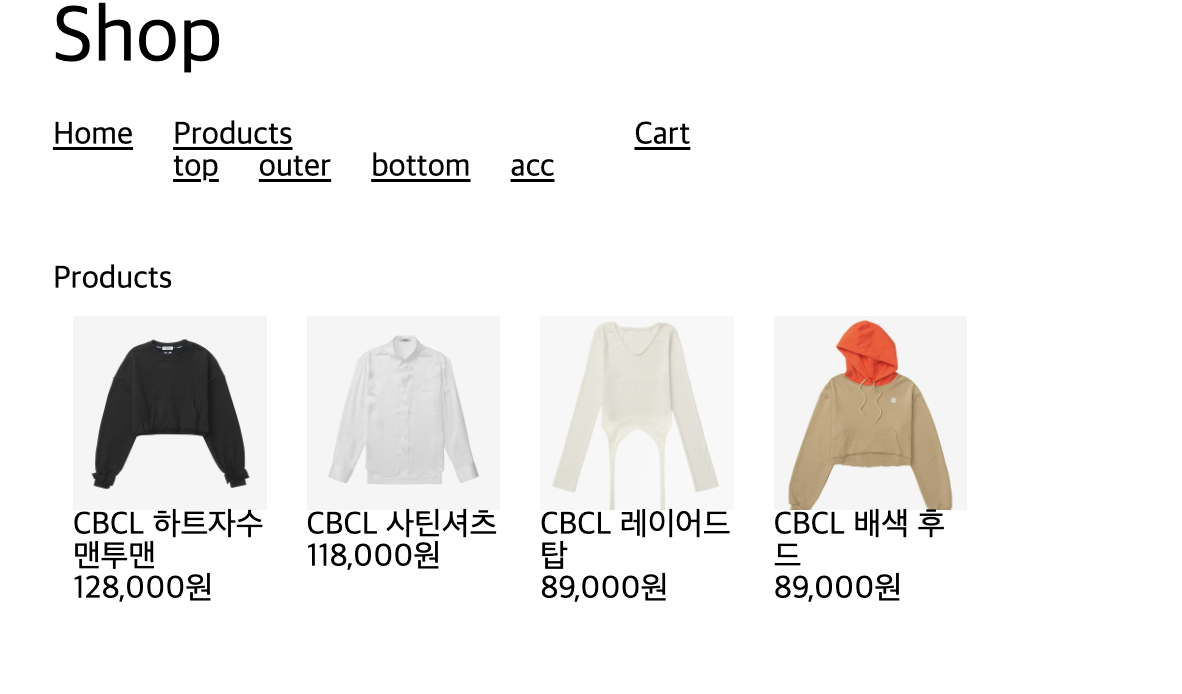 Shop
Home Products Cart
top outer bottom acc
Products
CBCL 하트자수
맨투맨
128,000원
CBCL 사틴셔츠
118,000원
CBCL 레이어드
탑
89,000원
CBCL 배색 후
드
89,000원